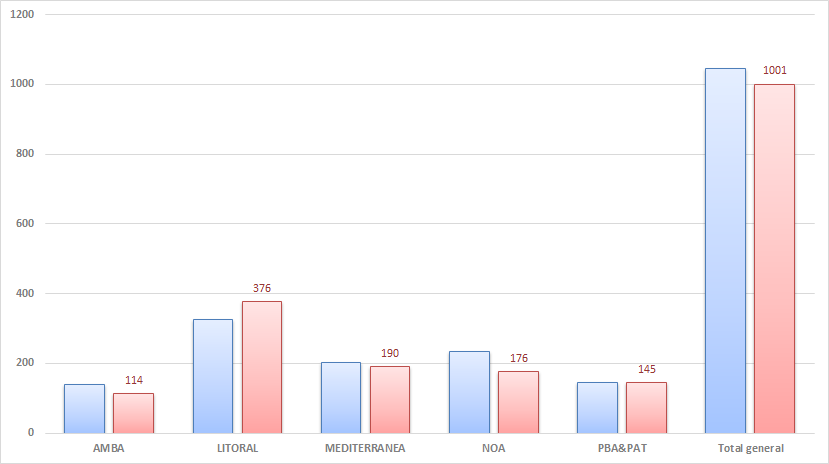 1200
1000
800
600
400
200
0
114
376
190
176
145
1001
AMBA
LITORAL
MEDITERRANEA
NOA
PBA&PAT
Total general